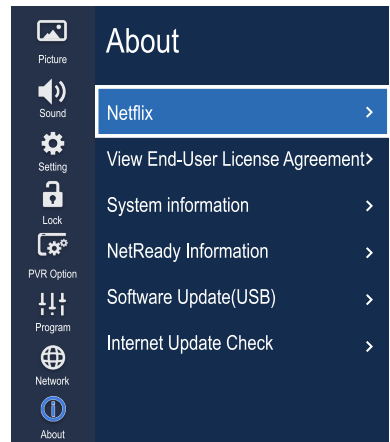 Picture
Sound
Setting
Lock
PVR Option
Program
Network
About
About
Netflix
View End-User License Agreement
System information
NetReady Information
Software Update(USB)
Internet Update Check